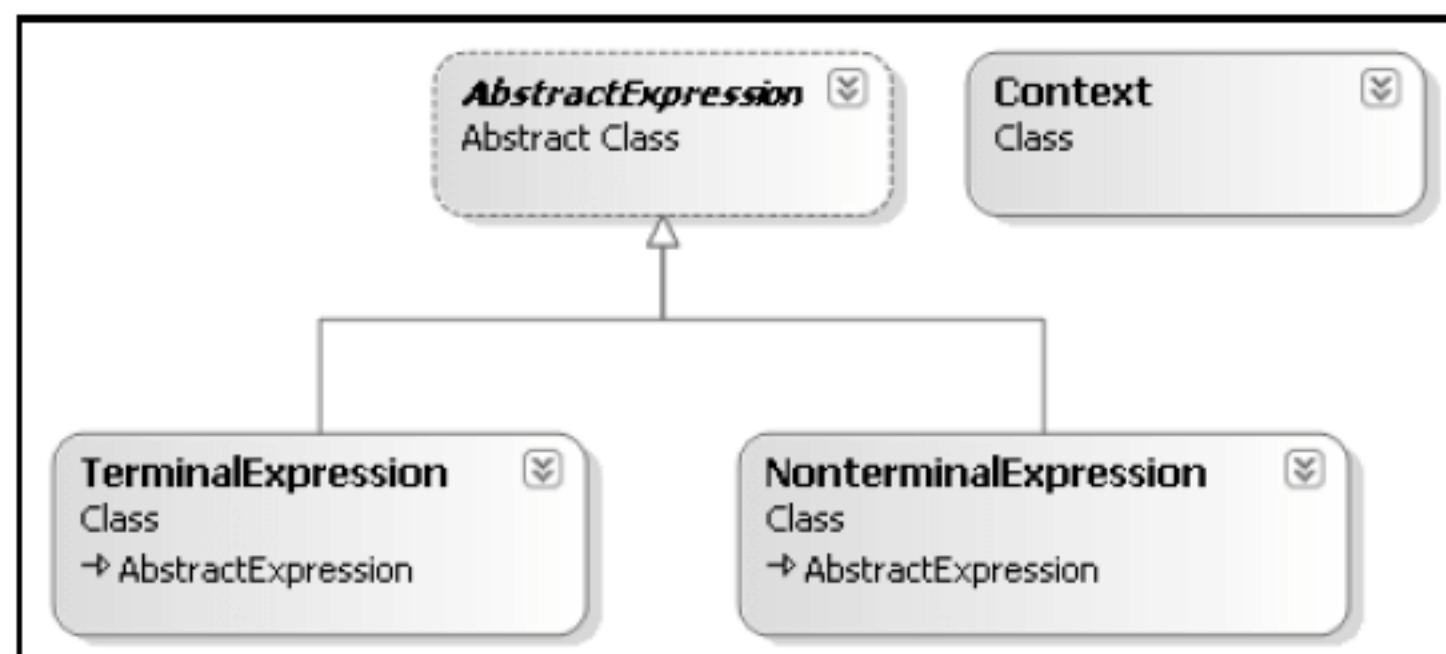 AbstractExpression
Abstract Class
Context
Class
TerminalExpression
Class
AbstractExpression
NonterminalExpression
Class
AbstractExpression